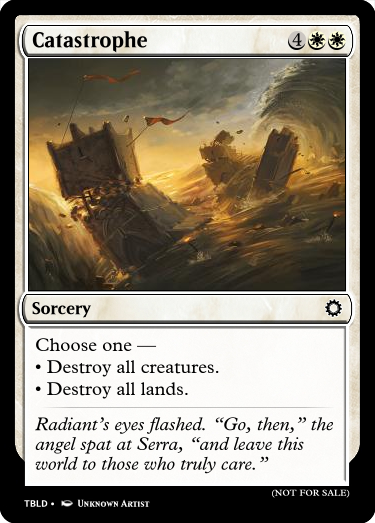 Catastrophe 4
Sorcery
Choose one —
• Destroy all creatures.
• Destroy all lands.
Radiant's eyes flashed. “Go, then,” the
angel spat at Serra, “and leave this
world to those who truly care.”
TBLD • Unknown Artist
(NOT FOR SALE)